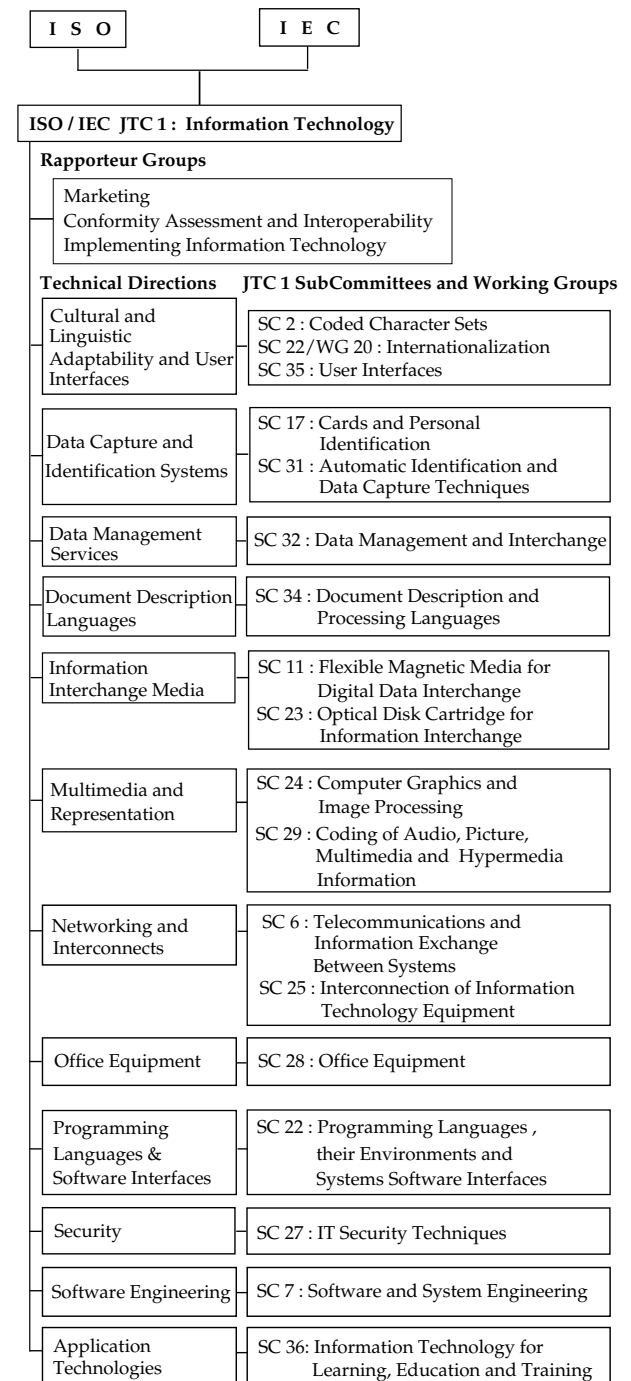 I S O
I E C
ISO / IEC JTC 1 : Information Technology
Rapporteur Groups
Marketing
Conformity Assessment and Interoperability
Implementing Information Technology
Technical Directions
JTC 1 SubCommittees and Working Groups
Cultural and
Linguistic
Adaptability and User
Interfaces
SC 2 : Coded Character Sets
SC 22/WG 20 : Internationalization
SC 35 : User Interfaces
Data Capture and
Identification Systems
SC 17 : Cards and Personal
Identification
SC 31 : Automatic Identification and
Data Capture Techniques
Data Management
Services
SC 32 : Data Management and Interchange
Document Description
Languages
SC 34 : Document Description and
Processing Languages
Information
Interchange Media
SC 11 : Flexible Magnetic Media for
Digital Data Interchange
SC 23 : Optical Disk Cartridge for
Information Interchange
Multimedia and
Representation
SC 24 : Computer Graphics and
Image Processing
SC 29 : Coding of Audio, Picture,
Multimedia and Hypermedia
Information
Networking and
Interconnects
SC 6 : Telecommunications and
Information Exchange
Between Systems
SC 25 : Interconnection of Information
Technology Equipment
Office Equipment
SC 28 : Office Equipment
Programming
Languages &
Software Interfaces
SC 22 : Programming Languages ,
their Environments and
Systems Software Interfaces
Security
SC 27 : IT Security Techniques
Software Engineering
SC 7 : Software and System Engineering
Application
Technologies
SC 36: Information Technology for
Learning, Education and Training